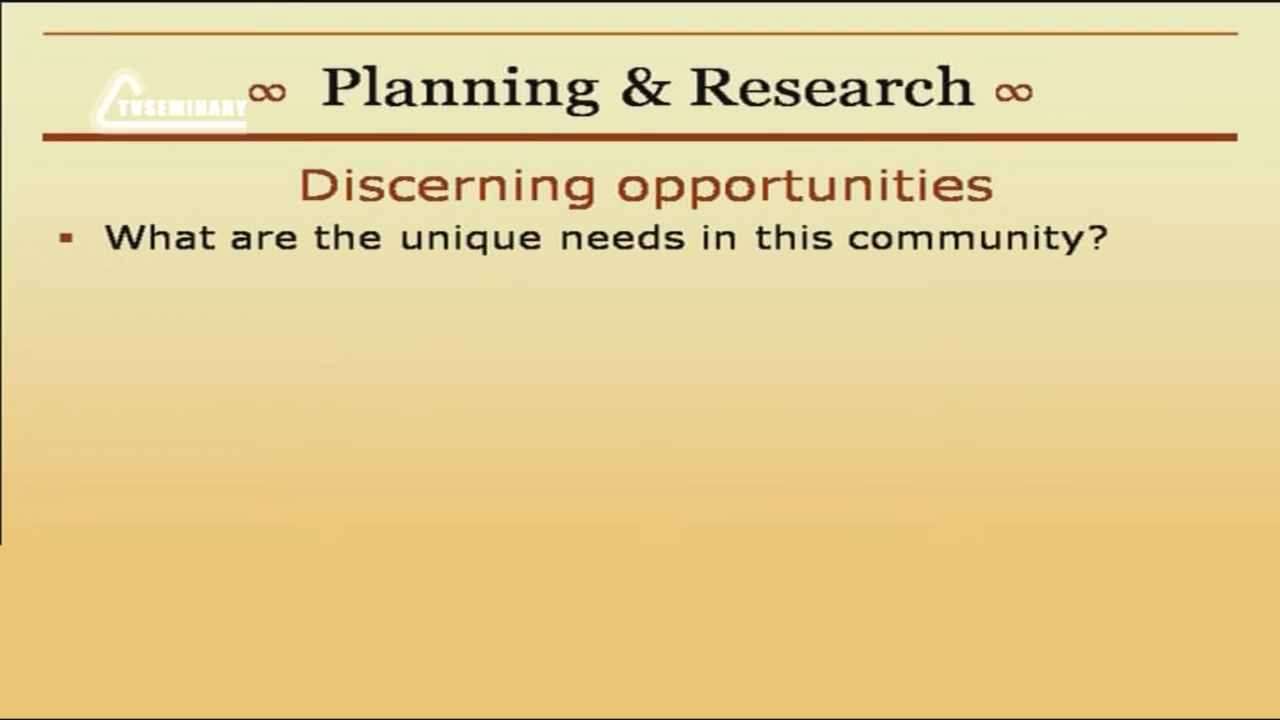 ∞ Planning & Research ∞
TVSEMINARY
Discerning opportunities
▪ What are the unique needs in this community?